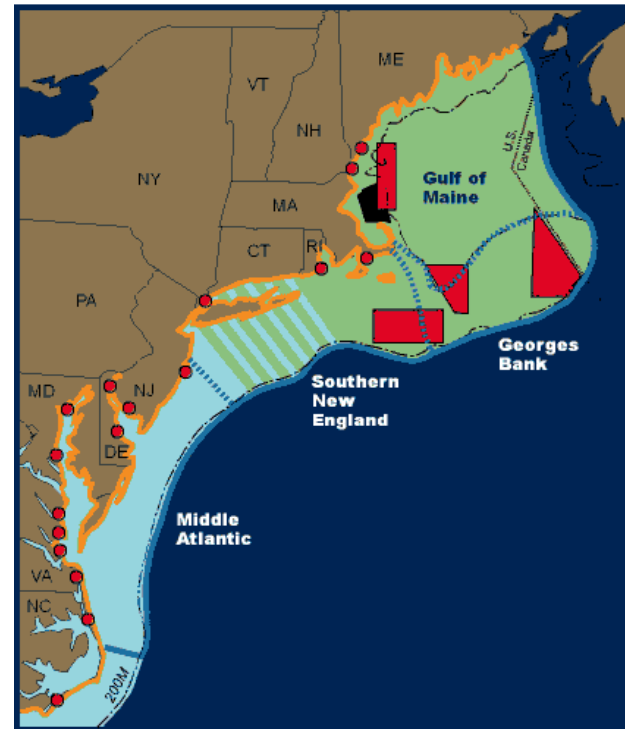 ME
VT
NH
U.S.
Canada
Gulf of
Maine
NY
MA
CT
RI
PA
Georges
Bank
Southern
New
England
MD
NJ
DE
Middle
Atlantic
VA
NC
200M